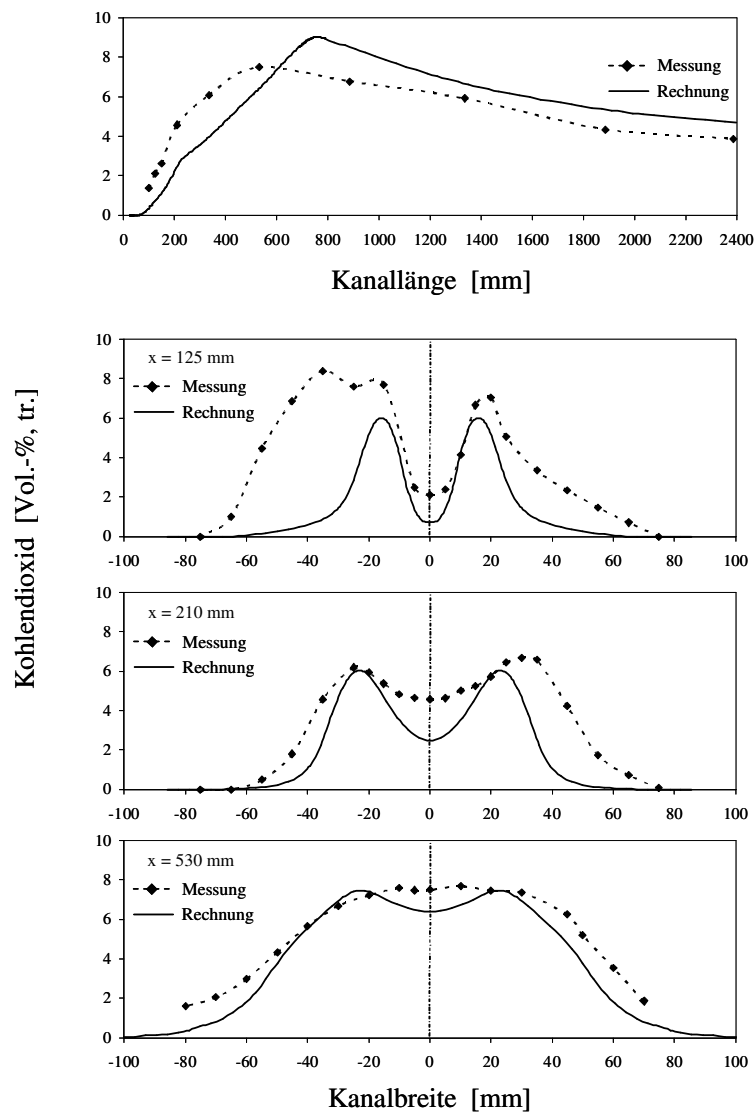 10
8
6
4
2
0
Messung
Rechnung
0 200 400 600 800 1000 1200 1400 1600 1800 2000 2200 2400
Kanallänge [mm]
Kohlendioxid [Vol.-%, tr.]
10
8
6
4
2
0
x = 125 mm
Messung
Rechnung
-100 -80 -60 -40 -20 0 20 40 60 80 100
10
8
6
4
2
0
x = 210 mm
Messung
Rechnung
-100 -80 -60 -40 -20 0 20 40 60 80 100
10
8
6
4
2
0
x = 530 mm
Messung
Rechnung
-100 -80 -60 -40 -20 0 20 40 60 80 100
Kanalbreite [mm]